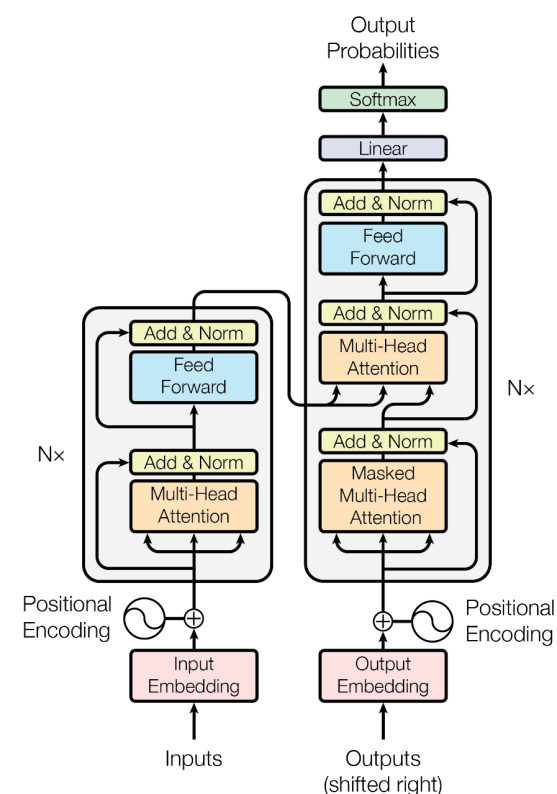 Output
Probabilities
Softmax
Linear
Add & Norm
Feed
Forward
Add & Norm
Multi-Head
Attention
Add & Norm
Masked
Multi-Head
Attention
N×
Add & Norm
Feed
Forward
Add & Norm
Multi-Head
Attention
N×
Positional
Encoding
Positional
Encoding
Input
Embedding
Output
Embedding
Inputs
Outputs
(shifted right)